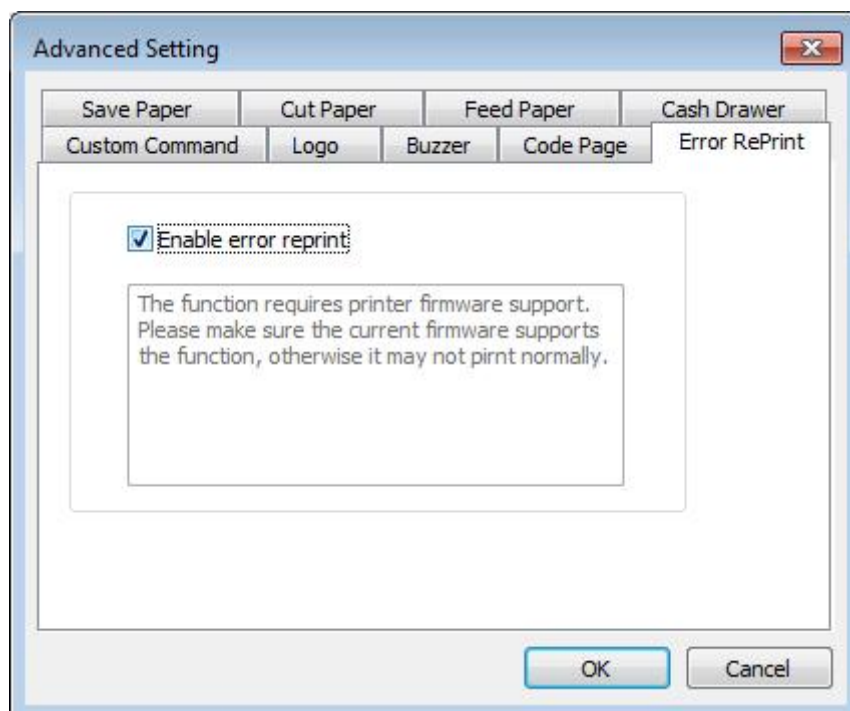 Advanced Setting
Save Paper Cut Paper Feed Paper Cash Drawer
Custom Command Logo Buzzer Code Page Error RePrint
Enable error reprint
The function requires printer firmware support.
Please make sure the current firmware supports
the function, otherwise it may not pirnt normally.
OK Cancel